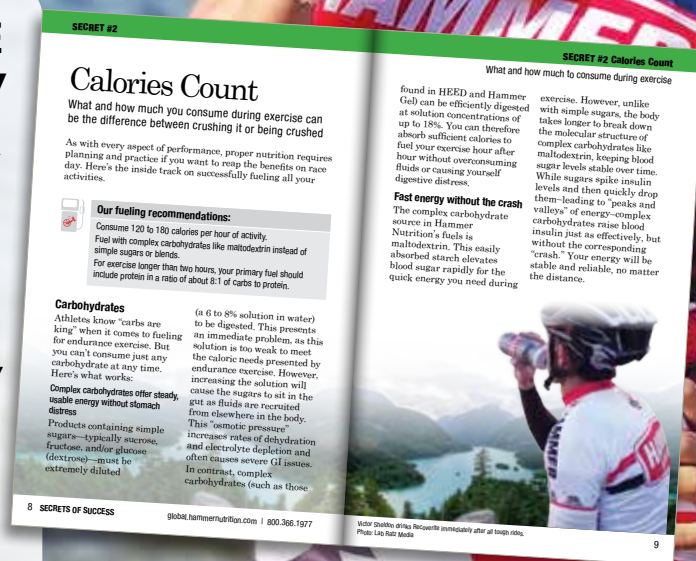 SECRET #2
Calories Count
What and how much you consume during exercise can
be the difference between crushing it or being crushed
As with every aspect of performance, proper nutrition requires
planning and practice if you want to reap the benefits on race
day. Here's the inside track on successfully fueling all your
activities.
Our fueling recommendations:
Consume 120 to 180 calories per hour of activity.
Fuel with complex carbohydrates like maltodextrin instead of
simple sugars or blends.
For exercise longer than two hours, your primary fuel should
include protein in a ratio of about 8:1 of carbs to protein.
Carbohydrates
Athletes know "carbs are
king" when it comes to fueling
for endurance exercise. But
you can't consume just any
carbohydrate at any time.
Here's what works:
Complex carbohydrates offer steady,
usable energy without stomach
distress
Products containing simple
sugars—typically sucrose,
fructose, and/or glucose
(dextrose)—must be
extremely diluted
(a 6 to 8% solution in water)
to be digested. This presents
an immediate problem, as this
solution is too weak to meet
the caloric needs presented by
endurance exercise. However,
increasing the solution will
cause the sugars to sit in the
gut as fluids are recruited
from elsewhere in the body.
This "osmotic pressure"
increases rates of dehydration
and electrolyte depletion and
often causes severe GI issues.
In contrast, complex
carbohydrates (such as those
8 SECRETS OF SUCCESS
global.hammernutrition.com | 800.366.1977
SECRET #2 Calories Count
What and how much to consume during exercise
found in HEED and Hammer
Gel) can be efficiently digested
at solution concentrations of
up to 18%. You can therefore
absorb sufficient calories to
fuel your exercise hour after
hour without overconsuming
fluids or causing yourself
digestive distress.
Fast energy without the crash
The complex carbohydrate
source in Hammer
Nutrition's fuels is
maltodextrin. This easily
absorbed starch elevates
blood sugar rapidly for the
quick energy you need during
exercise. However, unlike
with simple sugars, the body
takes longer to break down
the molecular structure of
complex carbohydrates like
maltodextrin, keeping blood
sugar levels stable over time.
While sugars spike insulin
levels and then quickly drop
them–leading to "peaks and
valleys" of energy–complex
carbohydrates raise blood
insulin just as effectively, but
without the corresponding
"crash." Your energy will be
stable and reliable, no matter
the distance.
Victor Sheldon drinks Recoverite immediately after all tough rides.
Photo: Lab Ratz Media
9